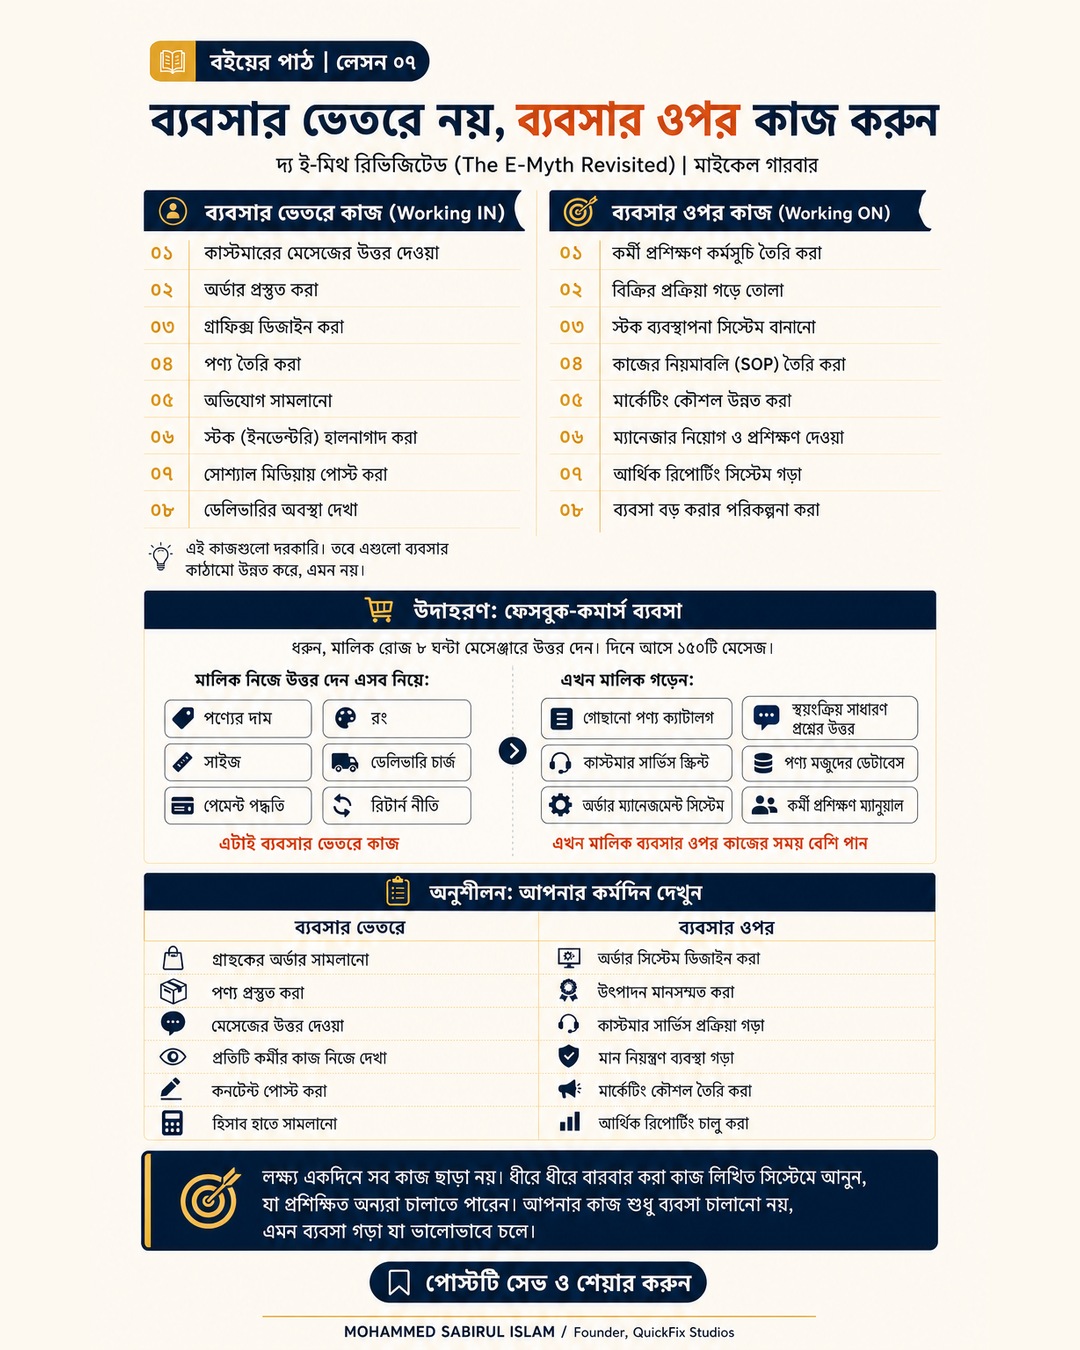 বইয়ের পাঠ | লেসন ০৭
ব্যবসার ভেতরে নয়, ব্যবসার ওপর কাজ করুন
দ্য ই-মিথ রিভিজিটেড (The E-Myth Revisited) | মাইকেল গারবার
ব্যবসার ভেতরে কাজ (Working IN)
০১ কাস্টমারের মেসেজের উত্তর দেওয়া
০২ অর্ডার প্রস্তুত করা
০৩ গ্রাফিক্স ডিজাইন করা
০৪ পণ্য তৈরি করা
০৫ অভিযোগ সামলানো
০৬ স্টক (ইনভেন্টরি) হালনাগাদ করা
০৭ সোশ্যাল মিডিয়ায় পোস্ট করা
০৮ ডেলিভারির অবস্থা দেখা
এই কাজগুলো দরকারি। তবে এগুলো ব্যবসার
কাঠামো উন্নত করে, এমন নয়।
ব্যবসার ওপর কাজ (Working ON)
০১ কর্মী প্রশিক্ষণ কর্মসূচি তৈরি করা
০২ বিক্রির প্রক্রিয়া গড়ে তোলা
০৩ স্টক ব্যবস্থাপনা সিস্টেম বানানো
০৪ কাজের নিয়মাবলি (SOP) তৈরি করা
০৫ মার্কেটিং কৌশল উন্নত করা
০৬ ম্যানেজার নিয়োগ ও প্রশিক্ষণ দেওয়া
০৭ আর্থিক রিপোর্টিং সিস্টেম গড়া
০৮ ব্যবসা বড় করার পরিকল্পনা করা
উদাহরণ: ফেসবুক-কমার্স ব্যবসা
ধরুন, মালিক রোজ ৮ ঘন্টা মেসেঞ্জারে উত্তর দেন। দিনে আসে ১৫০টি মেসেজ।
মালিক নিজে উত্তর দেন এসব নিয়ে:
পণ্যের দাম
রং
সাইজ
ডেলিভারি চার্জ
পেমেন্ট পদ্ধতি
রিটার্ন নীতি
এটাই ব্যবসার ভেতরে কাজ
এখন মালিক গড়েন:
গোছানো পণ্য ক্যাটালগ
স্বয়ংক্রিয় সাধারণ
প্রশ্নের উত্তর
কাস্টমার সার্ভিস স্ক্রিপ্ট
পণ্য মজুদের ডেটাবেস
অর্ডার ম্যানেজমেন্ট সিস্টেম
কর্মী প্রশিক্ষণ ম্যানুয়াল
এখন মালিক ব্যবসার ওপর কাজের সময় বেশি পান
অনুশীলন: আপনার কর্মদিন দেখুন
ব্যবসার ভেতরে
ব্যবসার ওপর
গ্রাহকের অর্ডার সামলানো
অর্ডার সিস্টেম ডিজাইন করা
পণ্য প্রস্তুত করা
উৎপাদন মানসম্মত করা
মেসেজের উত্তর দেওয়া
কাস্টমার সার্ভিস প্রক্রিয়া গড়া
প্রতিটি কর্মীর কাজ নিজে দেখা
মান নিয়ন্ত্রণ ব্যবস্থা গড়া
কনটেন্ট পোস্ট করা
মার্কেটিং কৌশল তৈরি করা
হিসাব হাতে সামলানো
আর্থিক রিপোর্টিং চালু করা
লক্ষ্য একদিনে সব কাজ ছাড়া নয়। ধীরে ধীরে বারবার করা কাজ লিখিত সিস্টেমে আনুন,
যা প্রশিক্ষিত অন্যরা চালাতে পারেন। আপনার কাজ শুধু ব্যবসা চালানো নয়,
এমন ব্যবসা গড়া যা ভালোভাবে চলে।
পোস্টটি সেভ ও শেয়ার করুন
MOHAMMED SABIRUL ISLAM / Founder, QuickFix Studios